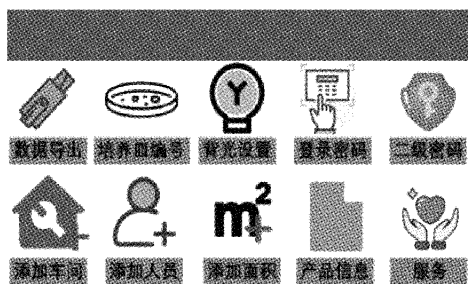 数据导出 培养皿编号 背光设置 登录密码 二级密码
m²
添加车间 添加人员 添加面积 产品信息 服务